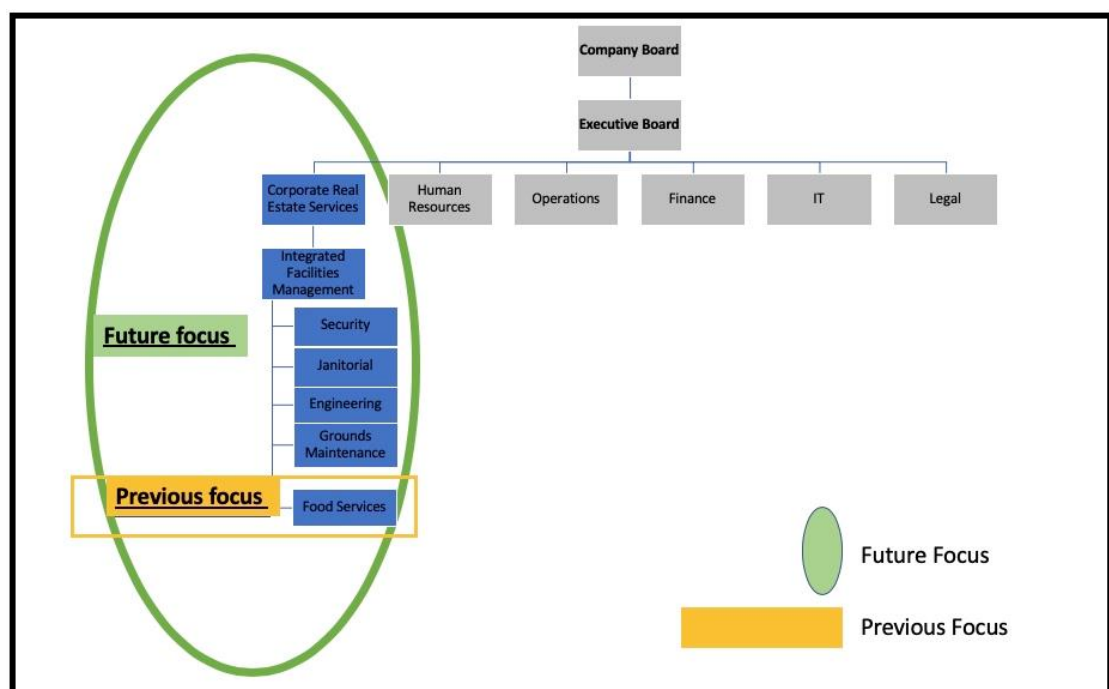 Company Board
Executive Board
Corporate Real
Estate Services
Human
Resources
Operations
Finance
IT
Legal
Integrated
Facilities
Management
Security
Future focus
Janitorial
Engineering
Grounds
Maintenance
Previous focus
Food Services
Future Focus
Previous Focus